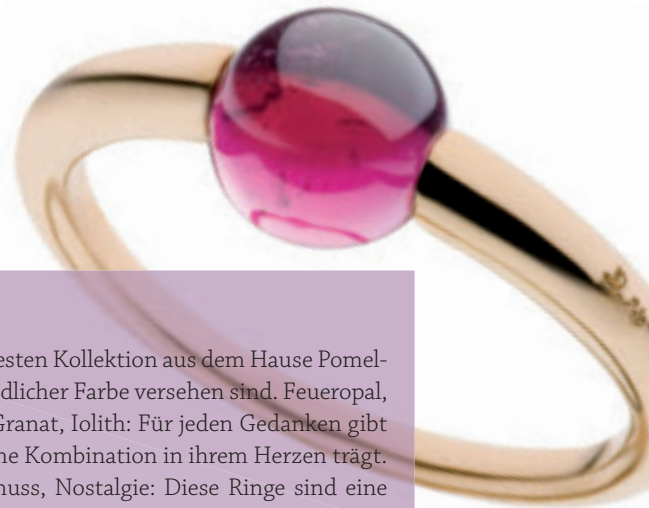 esten Kollektion aus dem Hause Pomel-
dlicher Farbe versehen sind. Feueropal,
Granat, Iolith: Für jeden Gedanken gibt
ne Kombination in ihrem Herzen trägt.
nuss, Nostalgie: Diese Ringe sind eine